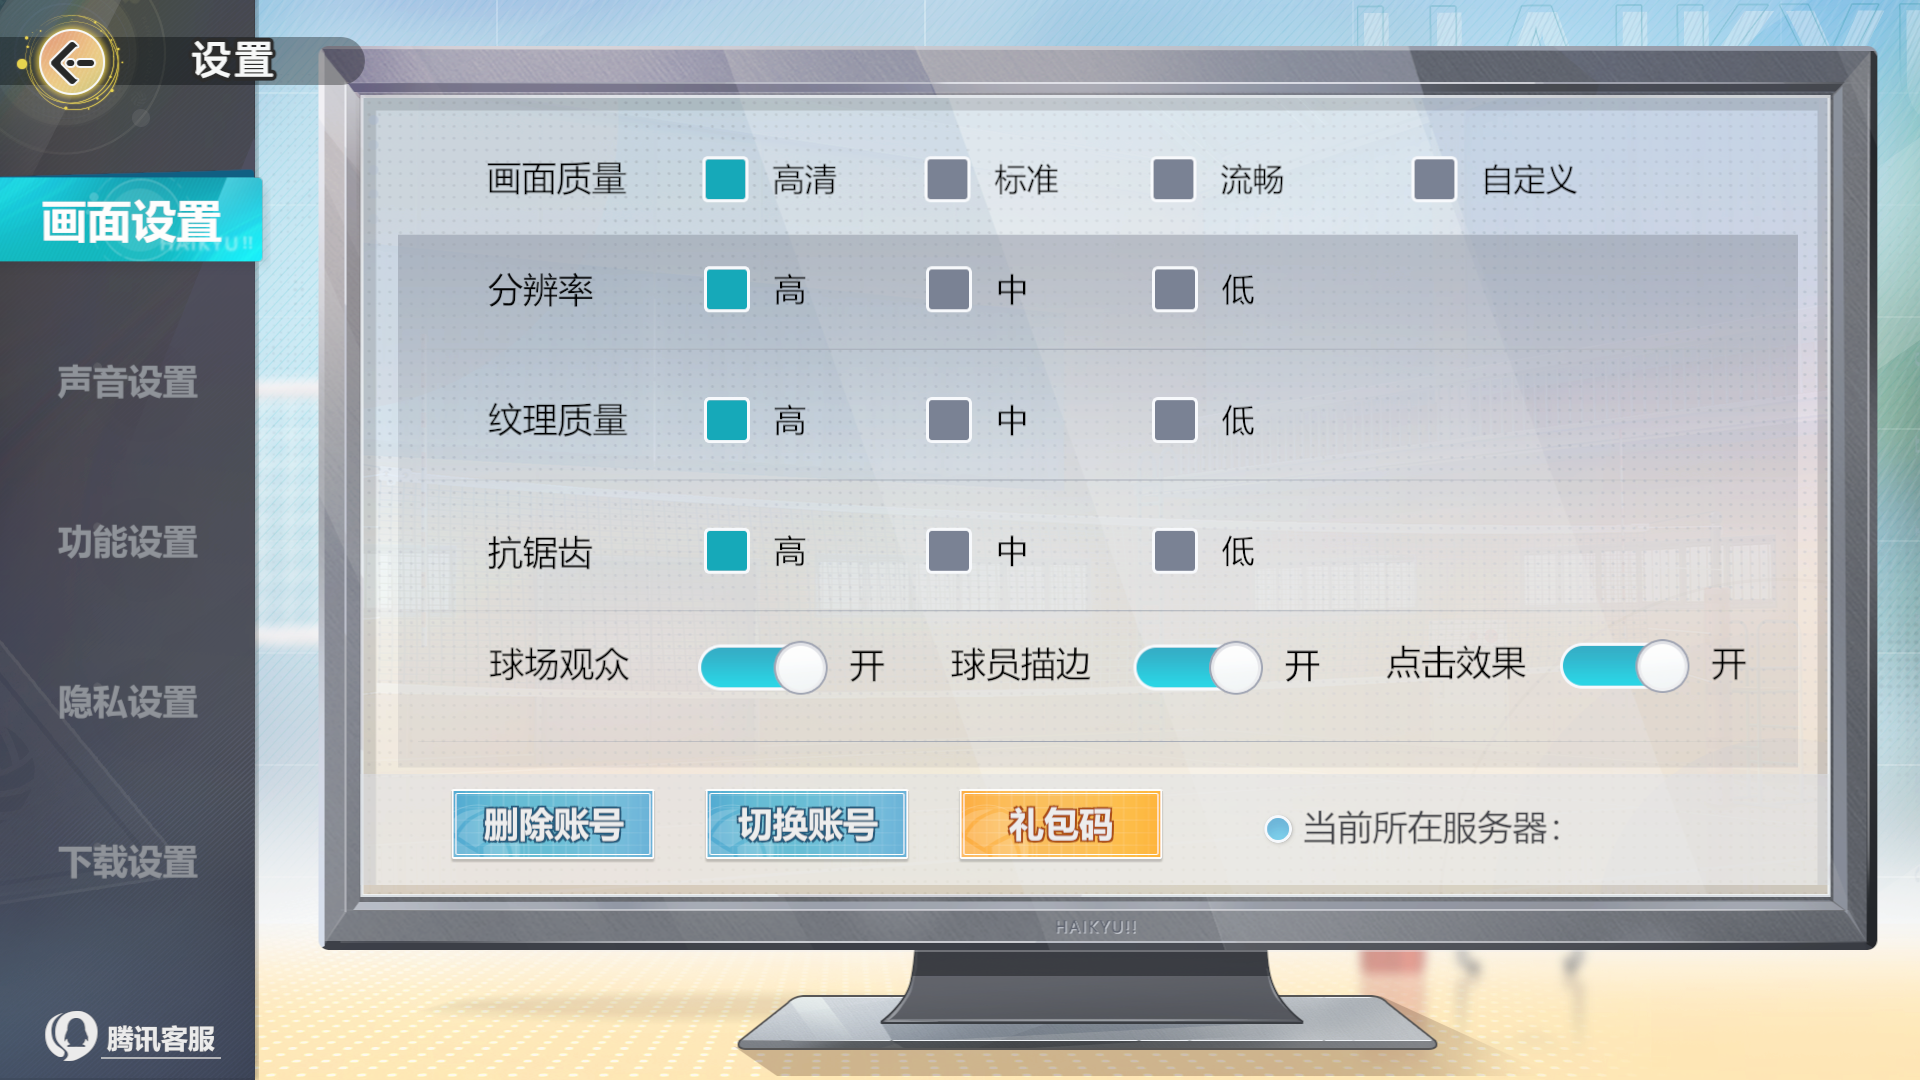 设置
画面设置
HAIKYU!!
声音设置
功能设置
隐私设置
下载设置
腾讯客服
HAIKYU
画面质量 高清 标准 流畅 自定义
分辨率 高 中 低
纹理质量 高 中 低
抗锯齿 高 中 低
球场观众 开 球员描边 开 点击效果 开
删除账号 切换账号 礼包码 当前所在服务器：
HAIKYU!!